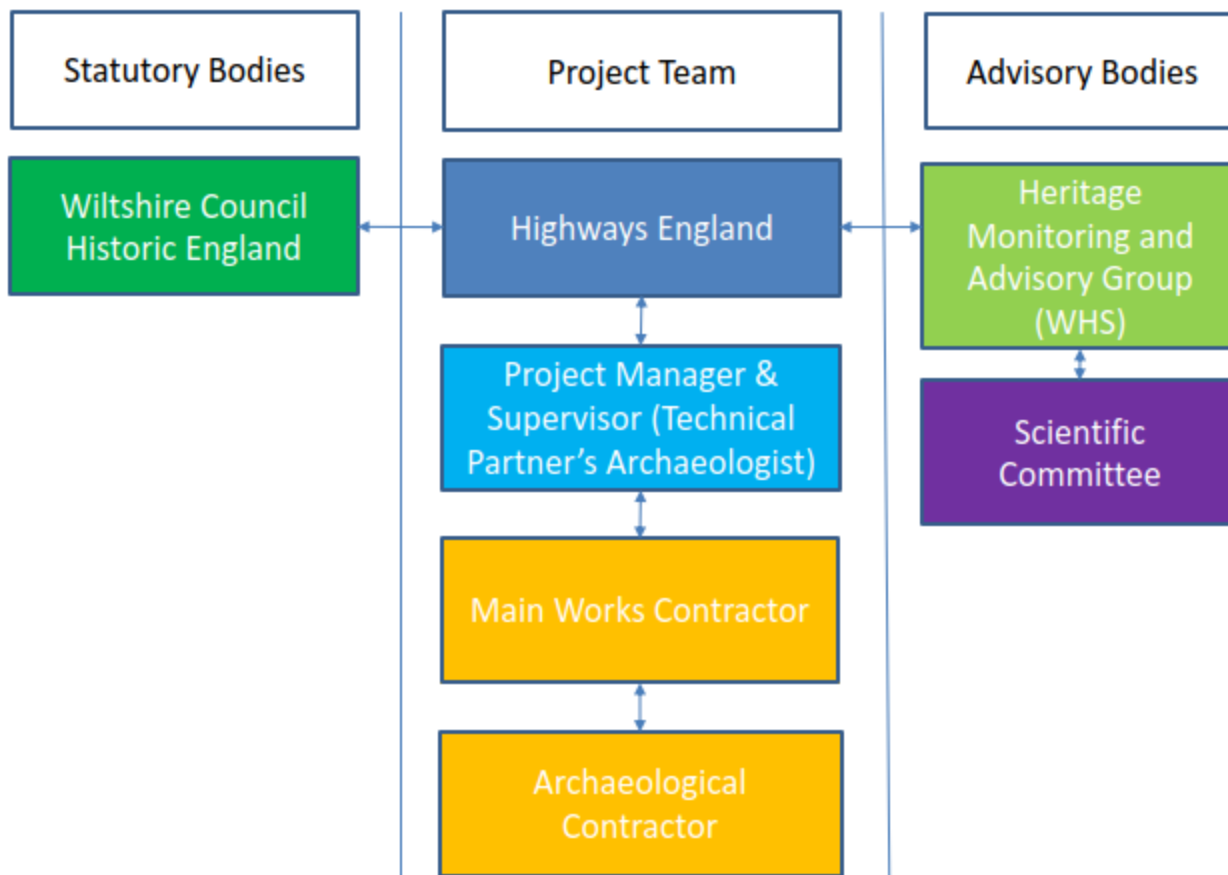 Statutory Bodies
Project Team
Advisory Bodies
Wiltshire Council
Historic England
Highways England
Heritage
Monitoring and
Advisory Group
(WHS)
Project Manager &
Supervisor (Technical
Partner’s Archaeologist)
Scientific
Committee
Main Works Contractor
Archaeological
Contractor